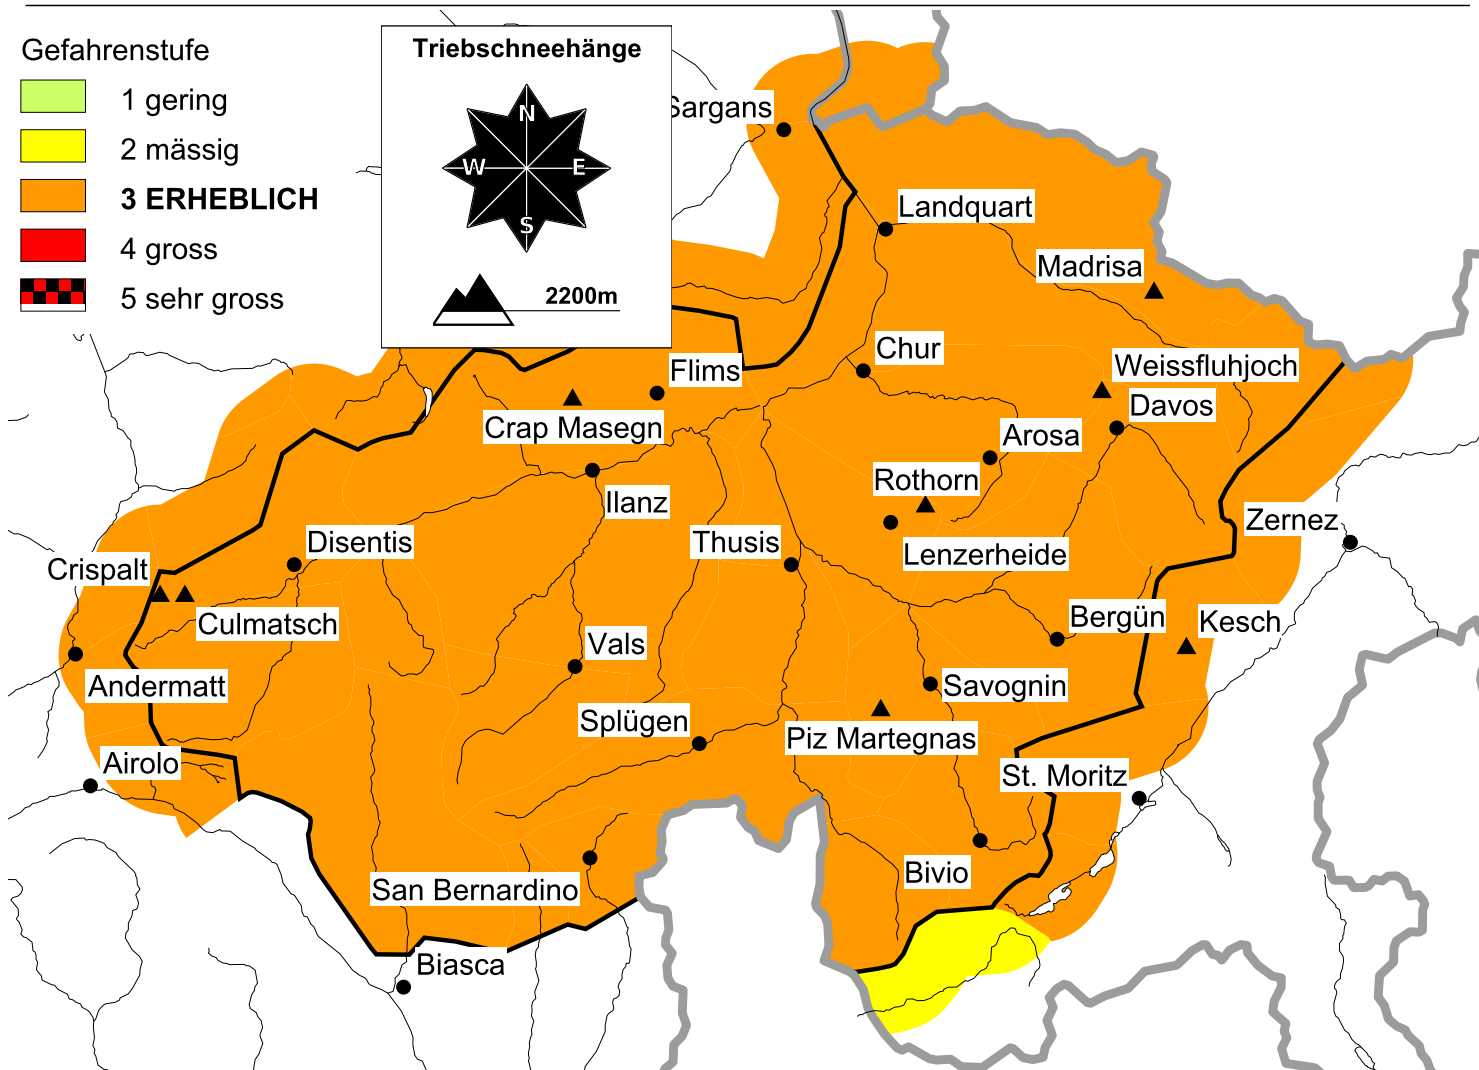 Gefahrenstufe
1 gering
2 mässig
3 ERHEBLICH
4 gross
5 sehr gross
Triebschneehänge
N
W E
S
2200m
Sargans
Landquart
Madrisa
Chur
Weissfluhjoch
Flims
Davos
Crap Masegn
Arosa
Rothorn
Ilanz
Zernez
Disentis
Thusis
Lenzerheide
Crispalt
Culmatsch
Bergün
Kesch
Vals
Andermatt
Savognin
Splügen
Piz Martegnas
Airolo
St. Moritz
Bivio
San Bernardino
Biasca